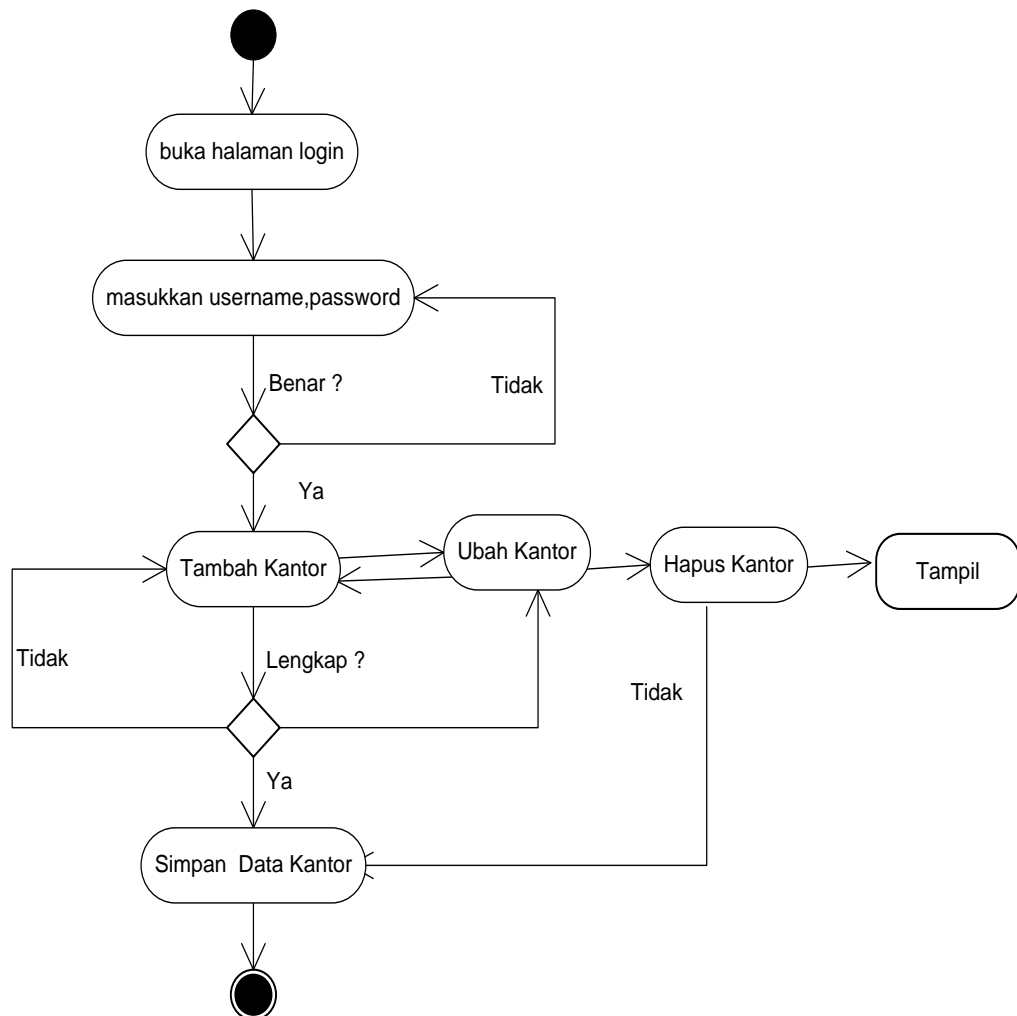 buka halaman login
masukkan username,password
Benar ?
Tidak
Ya
Tambah Kantor
Ubah Kantor
Hapus Kantor
Tampil
Tidak
Lengkap ?
Tidak
Ya
Simpan  Data Kantor